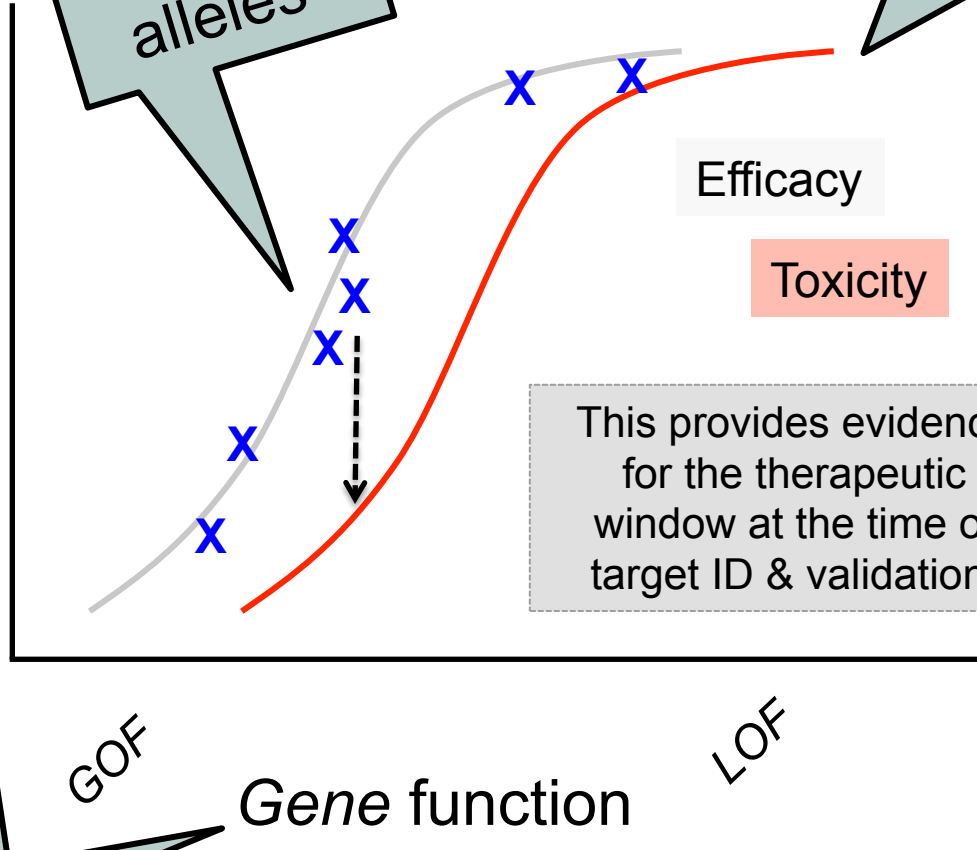 alleles
X X
Efficacy
X
Toxicity
X
X
This provides
for the therapeutic
X
window at the time
target ID & validation
X
GOF
LOF
Gene function